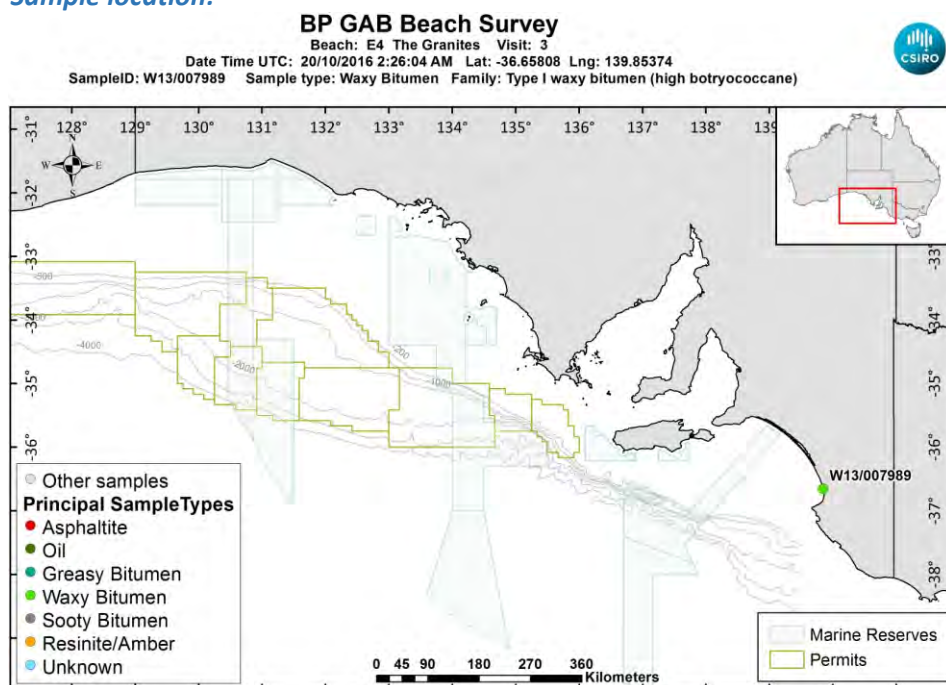 Sample location:
BP GAB Beach Survey
Beach: E4 The Granites Visit: 3
Date Time UTC: 20/10/2016 2:26:04 AM Lat: -36.65808 Lng: 139.85374
SampleID: W13/007989 Sample type: Waxy Bitumen Family: Type I waxy bitumen (high botryococcane)
CSIRO
128° 129° 130° 131° 132° 133° 134° 135° 136° 137° 138° 139
-31°
-32°
-33°
-34°
-35°
-36°
-37°
-38°
N
W E
S
-31°
-32°
-33°
-34°
-35°
-36°
-37°
-38°
-4000
-2000
-200
-1000
W13/007989
Other samples
Principal SampleTypes
Asphaltite
Oil
Greasy Bitumen
Waxy Bitumen
Sooty Bitumen
Resinite/Amber
Unknown
0 45 90 180 270 360
Kilometers
Marine Reserves
Permits